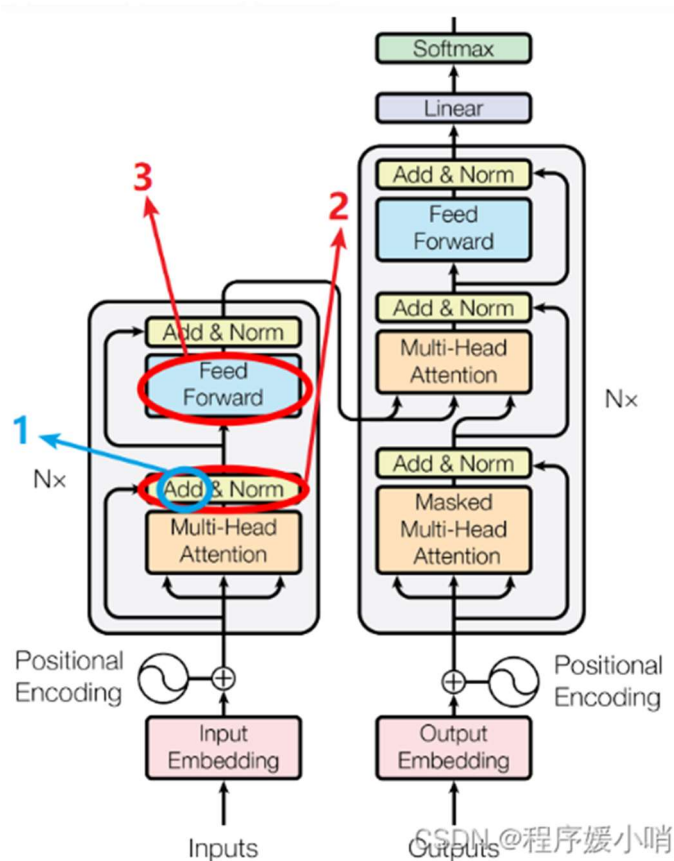 Softmax
Linear
Add & Norm
Feed
Forward
Add & Norm
Multi-Head
Attention
Nx
Add & Norm
Masked
Multi-Head
Attention
Positional
Encoding
Output
Embedding
Outputs
3
2
Add & Norm
Feed
Forward
1
Nx
Add & Norm
Multi-Head
Attention
Positional
Encoding
Input
Embedding
Inputs
CSDN @程序媛小哨